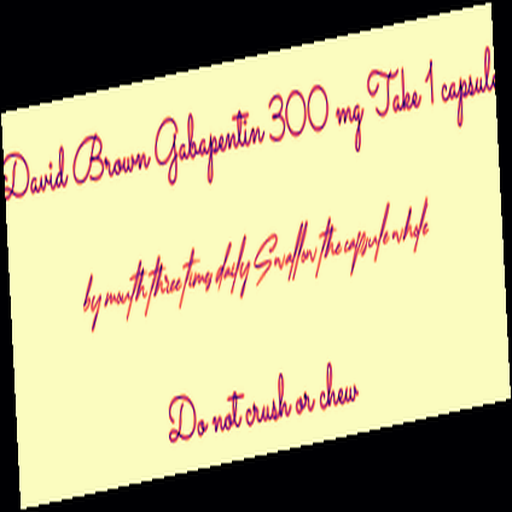 David Brown Gabapentin 300 mg Take 1 capsule
by mouth three times daily Swallow the capsule whole
Do not crush or chew